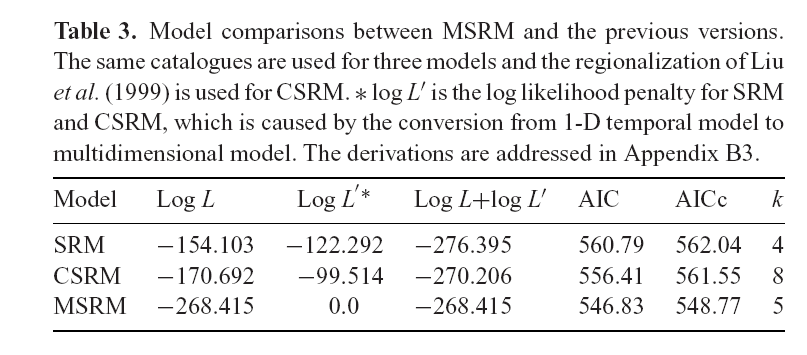 Table 3. Model comparisons between MSRM and the previous versions.
The same catalogues are used for three models and the regionalization of Liu
et al. (1999) is used for CSRM. ∗ log L′ is the log likelihood penalty for SRM
and CSRM, which is caused by the conversion from 1-D temporal model to
multidimensional model. The derivations are addressed in Appendix B3.
Model Log L Log L′* Log L+log L′ AIC AICc k
SRM −154.103 −122.292 −276.395 560.79 562.04 4
CSRM −170.692 −99.514 −270.206 556.41 561.55 8
MSRM −268.415 0.0 −268.415 546.83 548.77 5